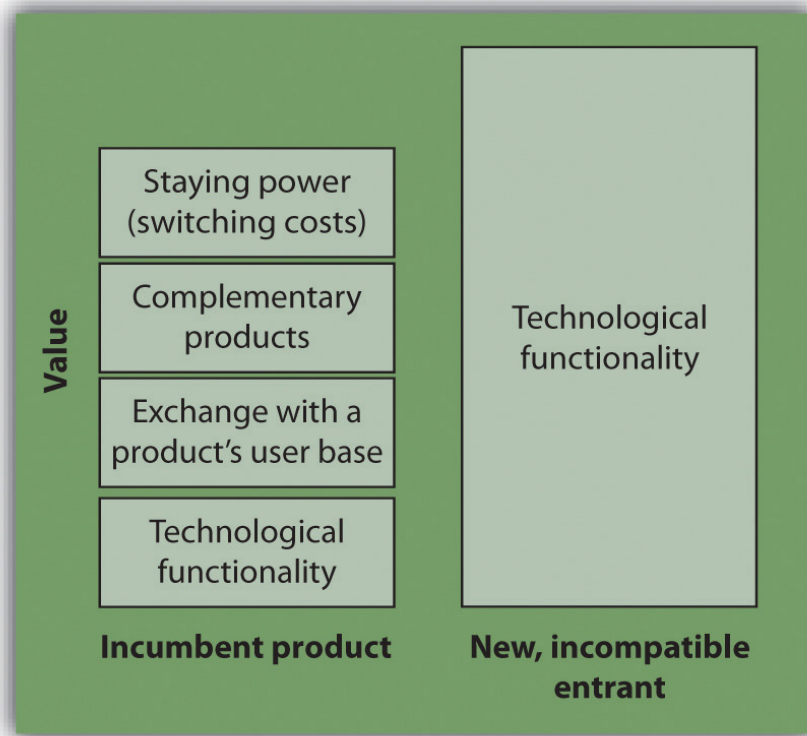 Value
Staying power
(switching costs)
Complementary
products
Exchange with a
product's user base
Technological
functionality
Incumbent product
Technological
functionality
New, incompatible
entrant